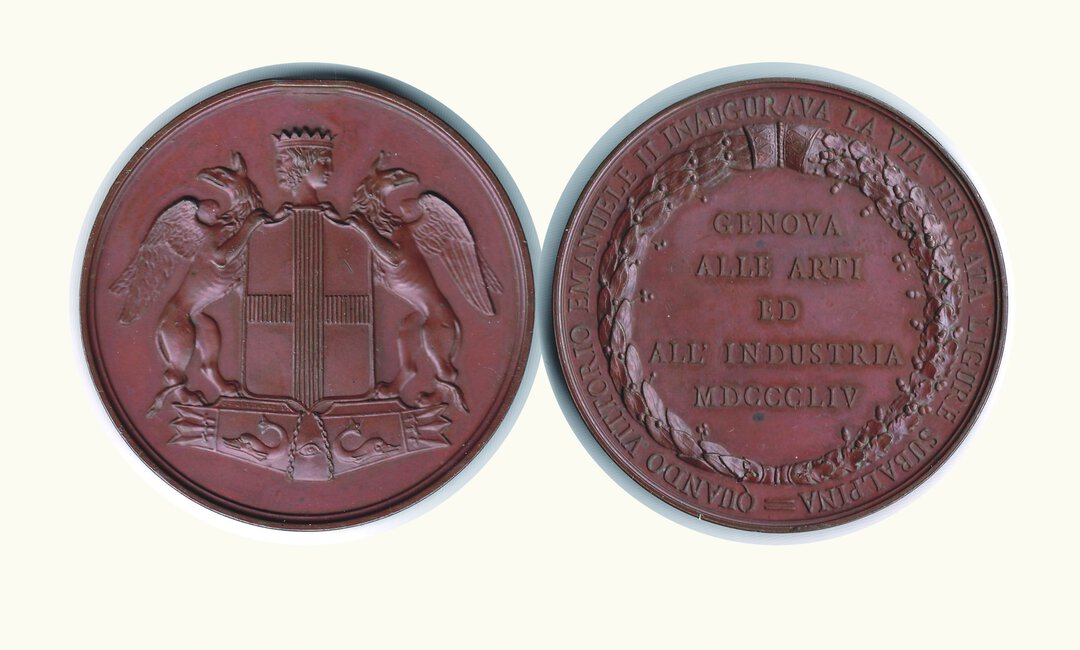 QUANDO VITTORIO EMANUELE II INAUGURAVA LA VIA FERRATA LIGURE SUBALPINA =
GENOVA
ALLE ARTI
ED
ALL' INDUSTRIA
MDCCCLIV